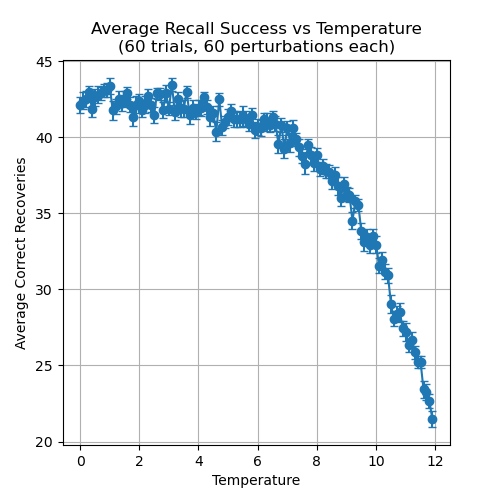 Average Recall Success vs Temperature
(60 trials, 60 perturbations each)
45
40
35
30
25
20
Average Correct Recoveries
0 2 4 6 8 10 12
Temperature